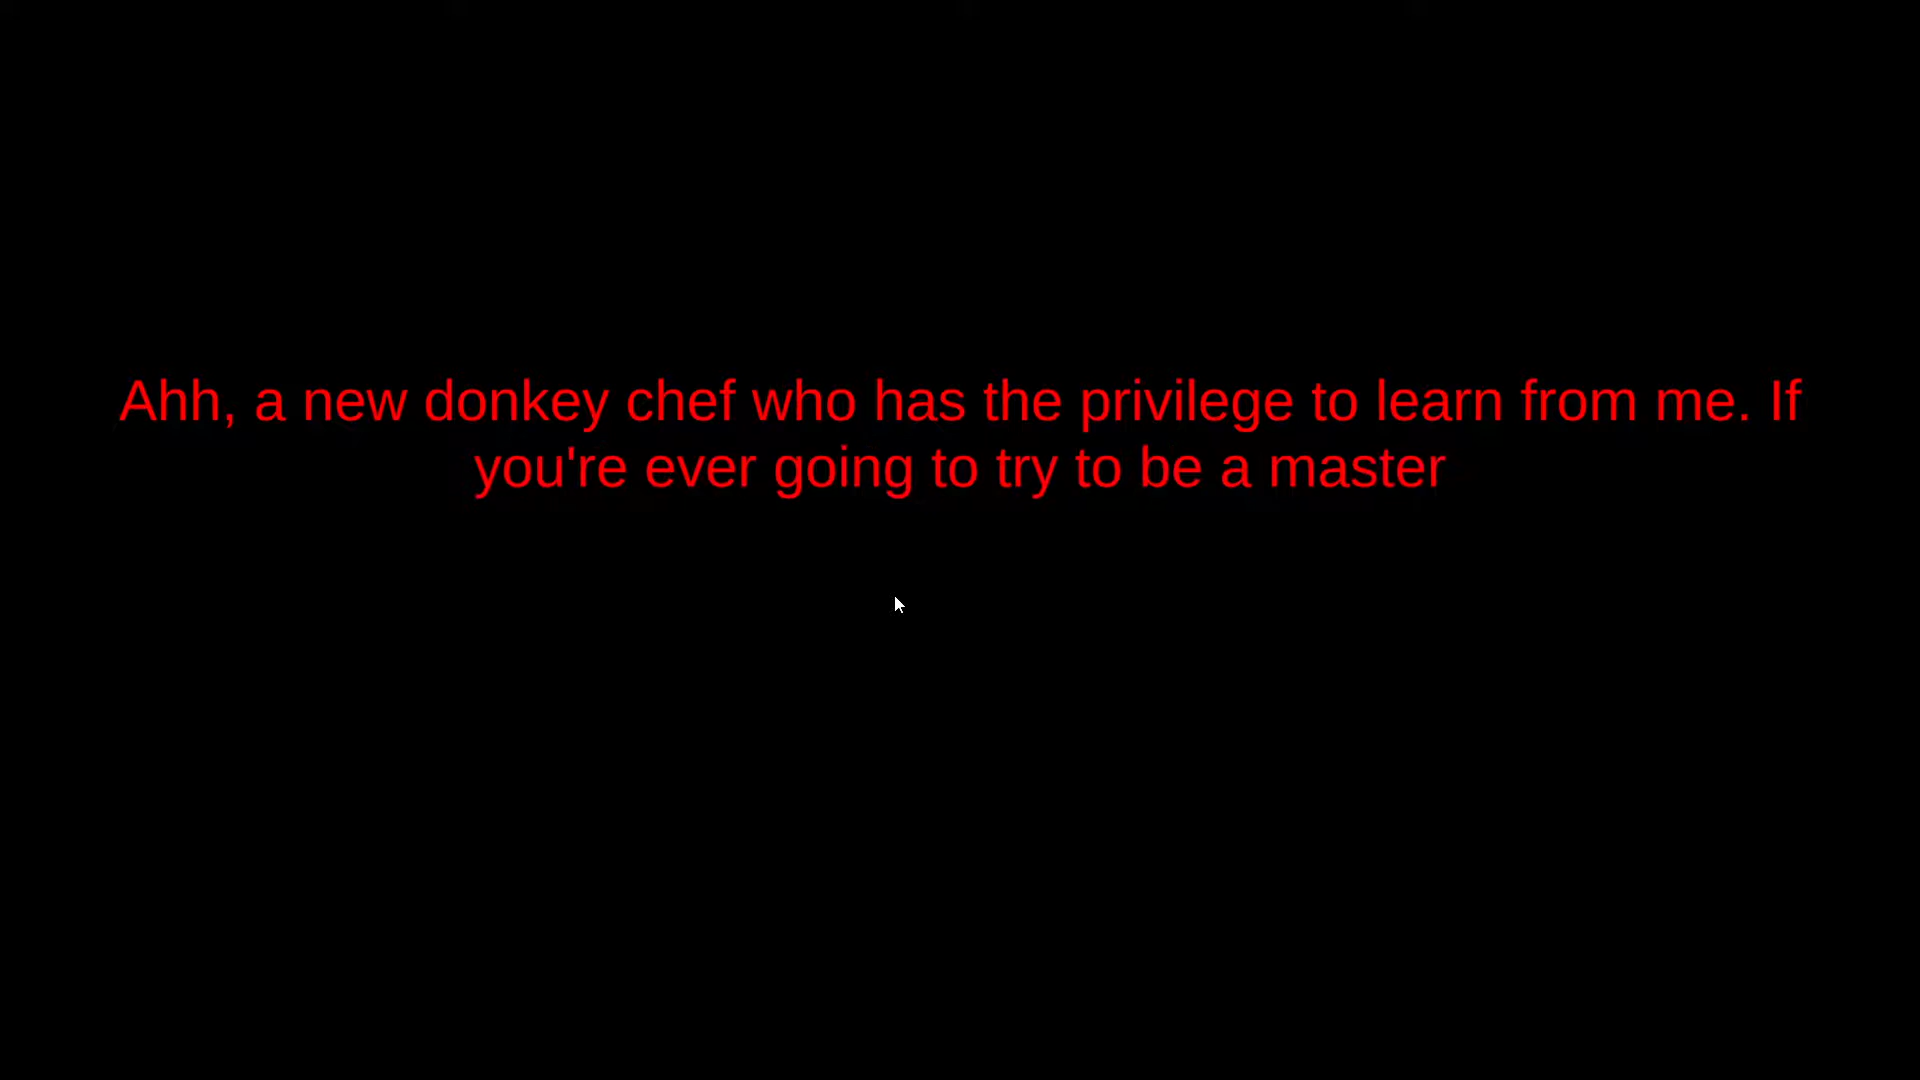 Ahh, a new donkey chef who has the privilege to learn from me. If
you're ever going to try to be a master